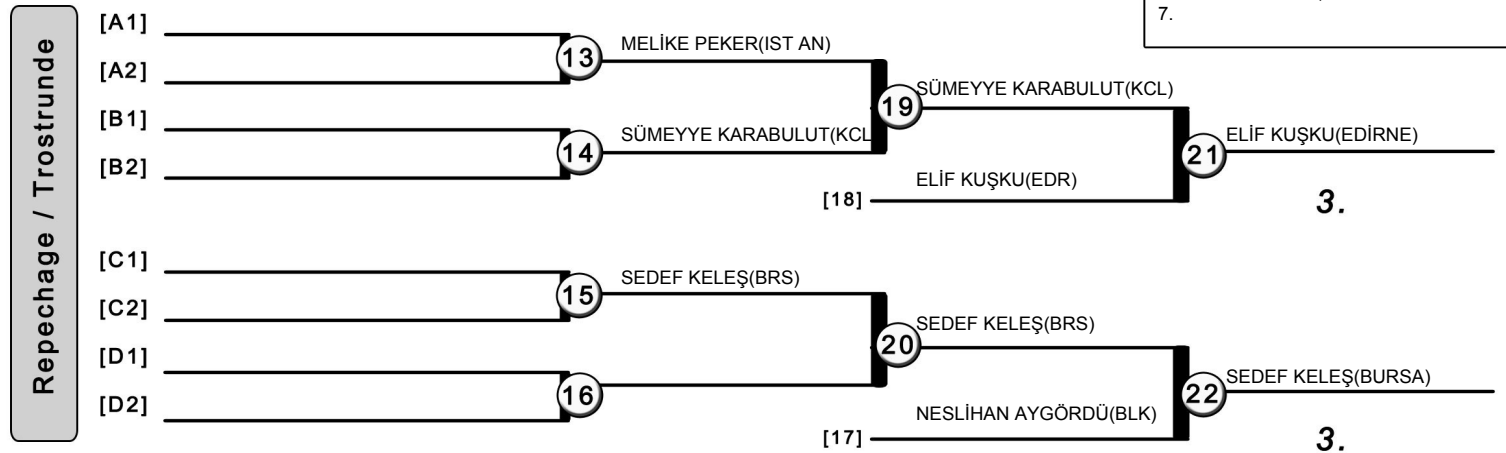 Repechage / Trostrunde
7.
[A1]
13
MELİKE PEKER(IST AN)
[A2]
19
SÜMEYYE KARABULUT(KCL)
[B1]
14
SÜMEYYE KARABULUT(KCL
[B2]
21
ELİF KUŞKU(EDİRNE)
ELİF KUŞKU(EDR)
[18]
3.
[C1]
15
SEDEF KELEŞ(BRS)
[C2]
20
SEDEF KELEŞ(BRS)
[D1]
16
[D2]
22
SEDEF KELEŞ(BURSA)
NESLİHAN AYGÖRDÜ(BLK)
[17]
3.